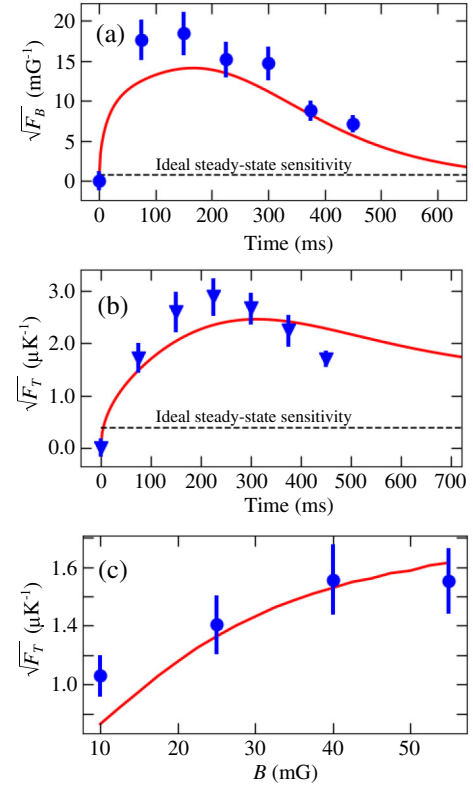 (a)
√F_B (mG⁻¹)
20
15
10
5
0
Ideal steady-state sensitivity
0 100 200 300 400 500 600
Time (ms)
(b)
√F_T (μK⁻¹)
3.0
2.0
1.0
0.0
Ideal steady-state sensitivity
0 100 200 300 400 500 600 700
Time (ms)
(c)
√F_T (μK⁻¹)
1.6
1.4
1.0
10 20 30 40 50
B (mG)